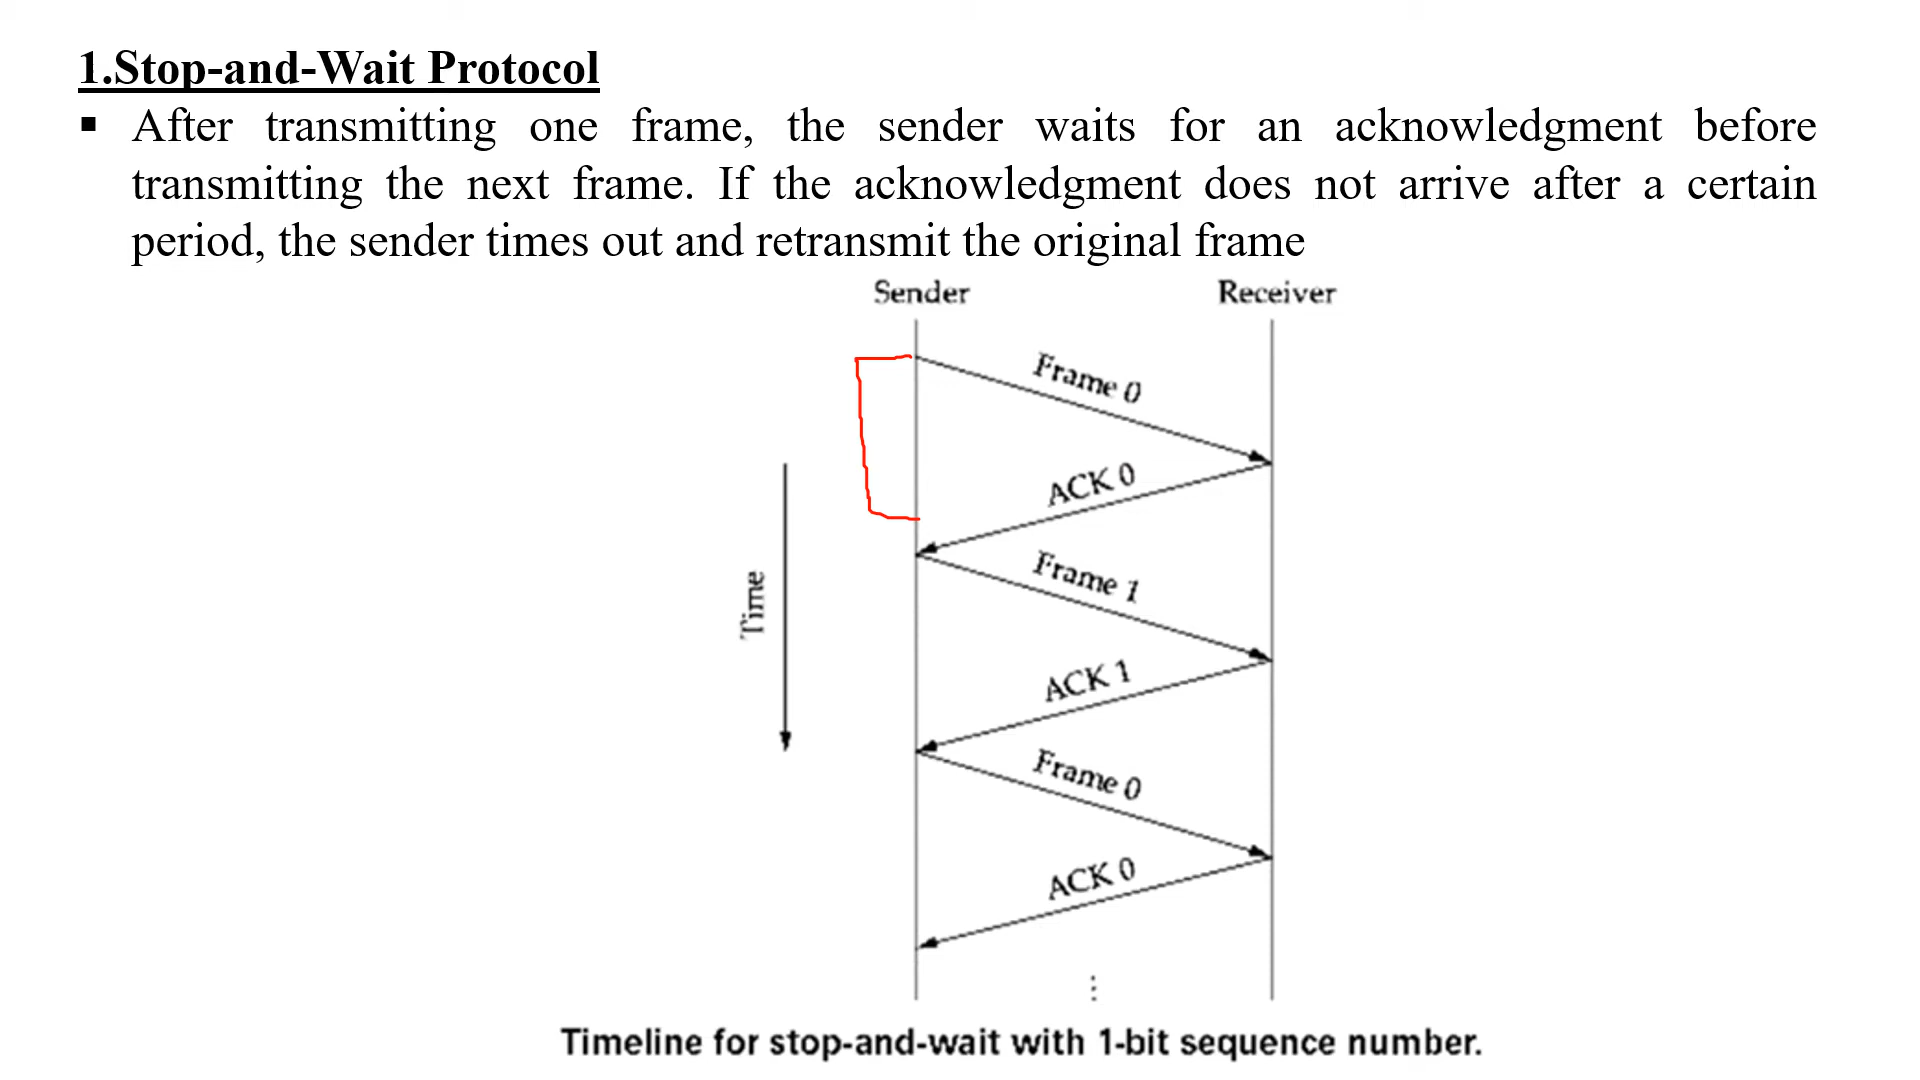 1.Stop-and-Wait Protocol
▪ After transmitting one frame, the sender waits for an acknowledgment before
transmitting the next frame. If the acknowledgment does not arrive after a certain
period, the sender times out and retransmit the original frame
Sender Receiver
Frame 0
ACK 0
Frame 1
Time
ACK 1
Frame 0
ACK 0
⋮
Timeline for stop-and-wait with 1-bit sequence number.